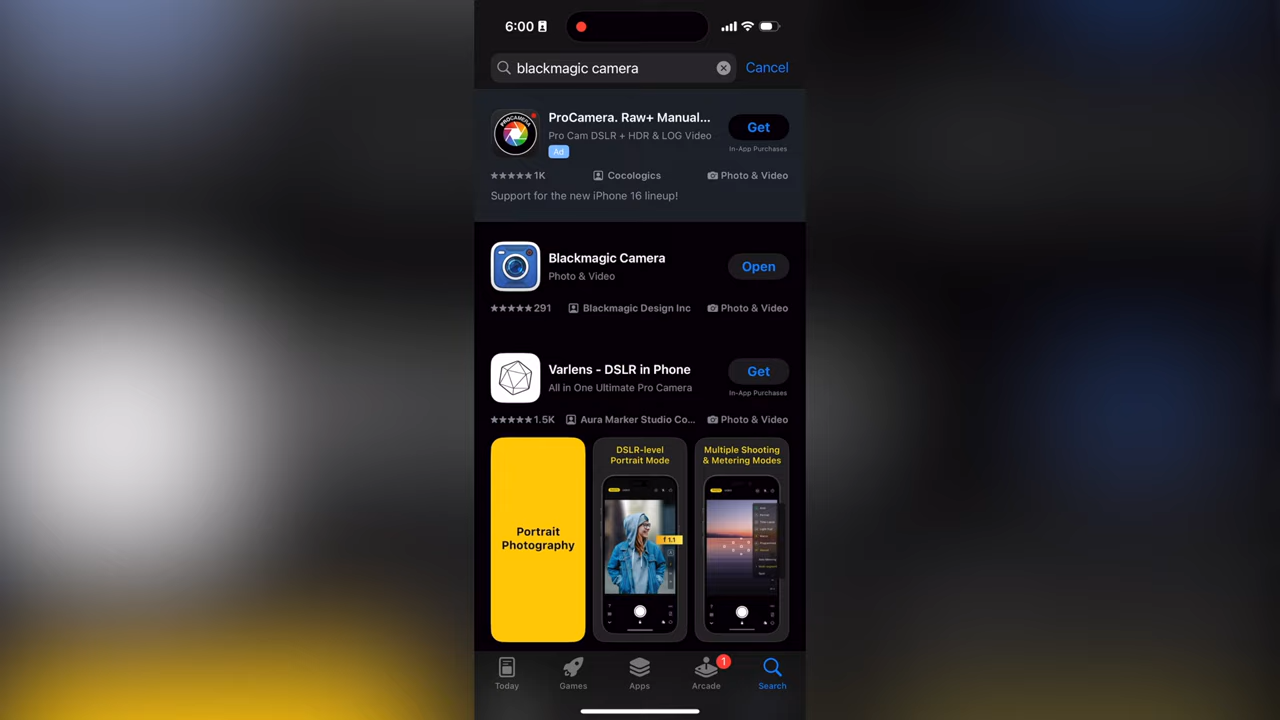 6:00
blackmagic camera
Cancel
PROCAMERA
ProCamera. Raw+ Manual...
Pro Cam DSLR + HDR & LOG Video
Ad
Get
In-App Purchases
★★★★★ 1K
Cocologics
Photo & Video
Support for the new iPhone 16 lineup!
Blackmagic Camera
Photo & Video
Open
★★★★★ 291
Blackmagic Design Inc
Photo & Video
Varlens - DSLR in Phone
All in One Ultimate Pro Camera
Get
In-App Purchases
★★★★★ 1.5K
Aura Marker Studio Co...
Photo & Video
Portrait
Photography
DSLR-level
Portrait Mode
f 1.1
Multiple Shooting
& Metering Modes
Today
Games
Apps
Arcade
1
Search